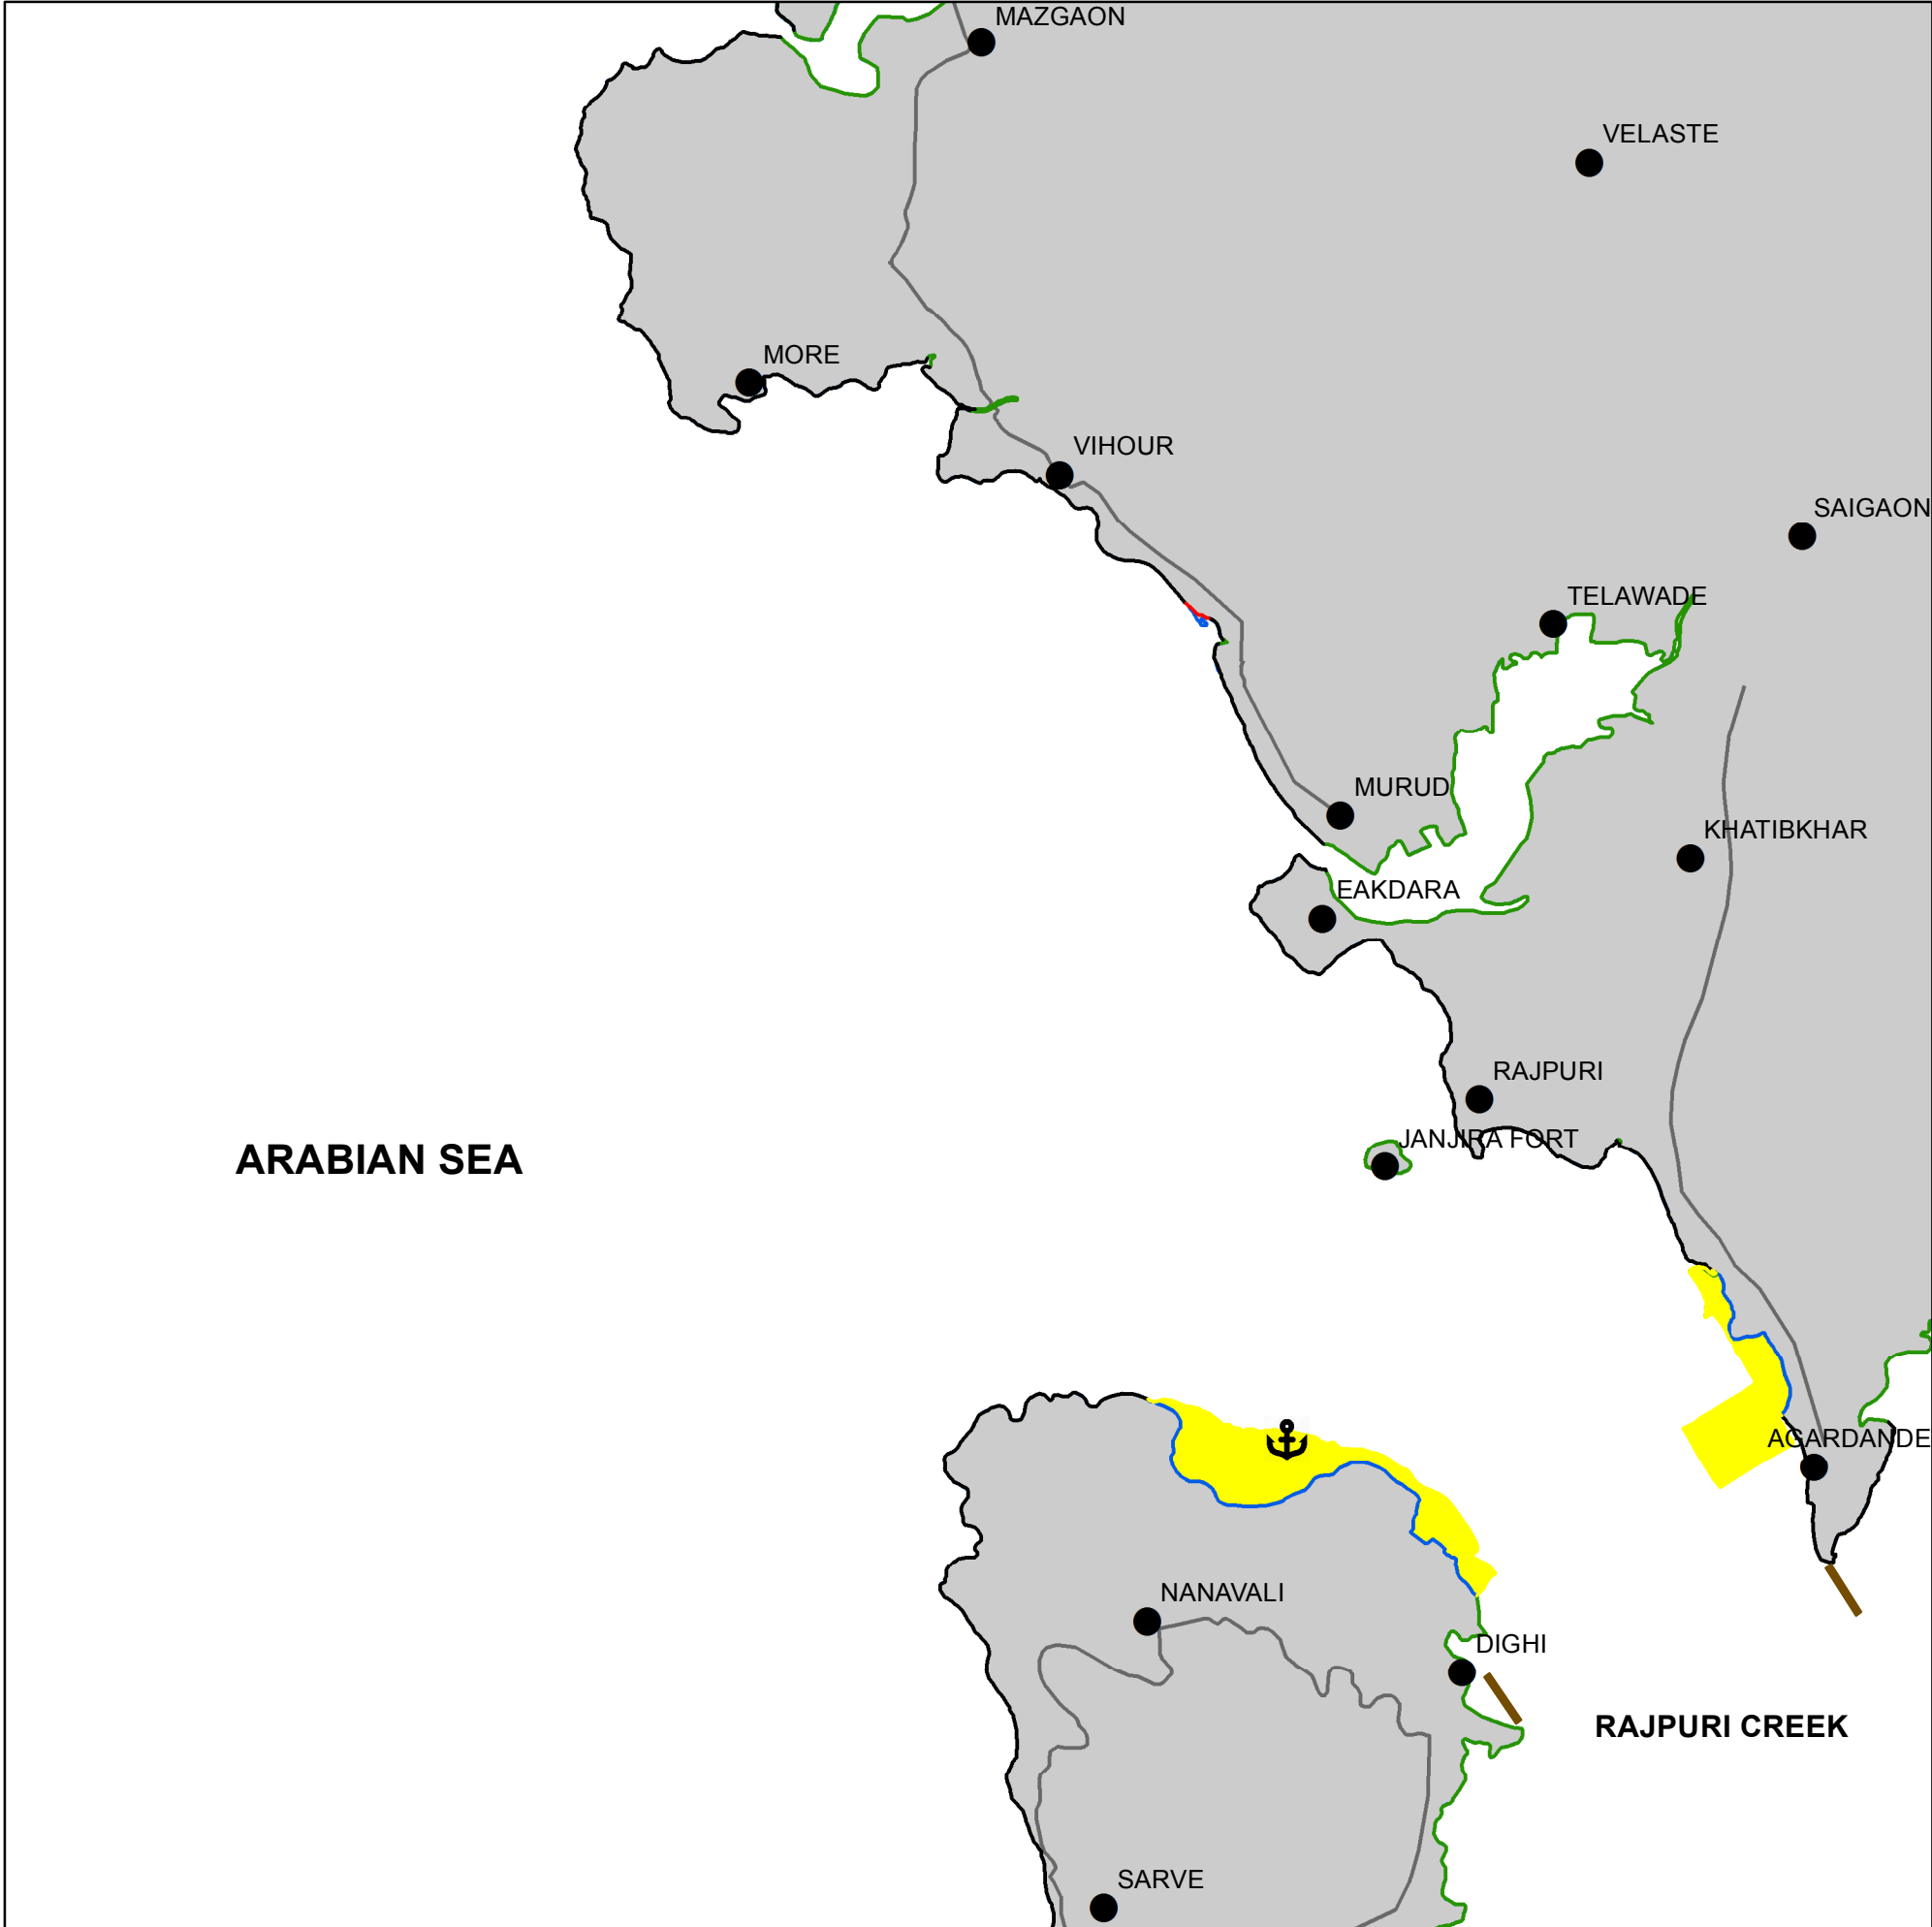 MAZGAON
VELASTE
MORE
VIHOUR
SAIGAON
TELAWADE
MURUD
KHATIBKHAR
EAKDARA
RAJPURI
JANJIRA FORT
ARABIAN SEA
AGARDANDE
NANAVALI
DIGHI
RAJPURI CREEK
SARVE